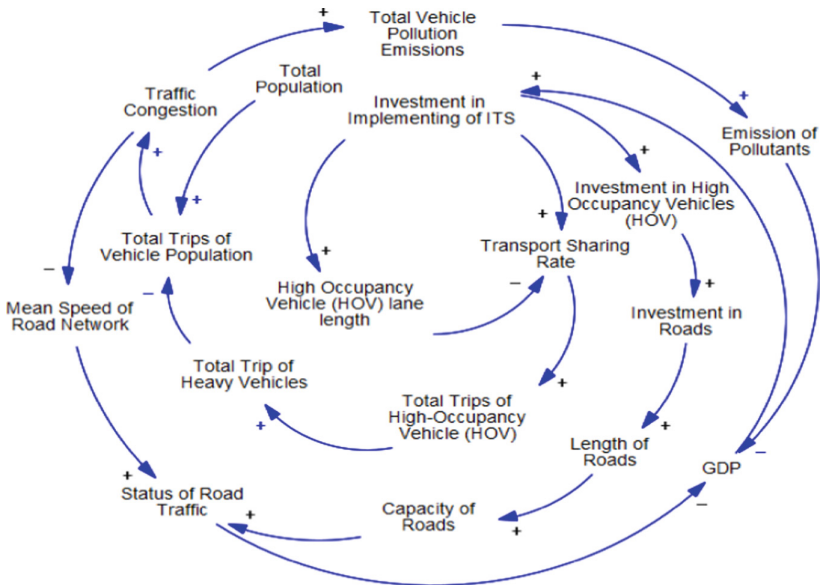 Total Vehicle
Pollution
Emissions
+
+
Total
Population
Traffic
Congestion
Investment in
Implementing of ITS
+
+
Emission of
Pollutants
+
+
Investment in High
Occupancy Vehicles
(HOV)
+
+
Total Trips of
Vehicle Population
+
Transport Sharing
Rate
−
−
−
+
High Occupancy
Vehicle (HOV) lane
length
Mean Speed of
Road Network
Investment in
Roads
Total Trip of
Heavy Vehicles
+
+
Total Trips of
High-Occupancy
Vehicle (HOV)
+
Length of
Roads
−
GDP
+
Status of Road
Traffic
+
Capacity of
Roads
+
−